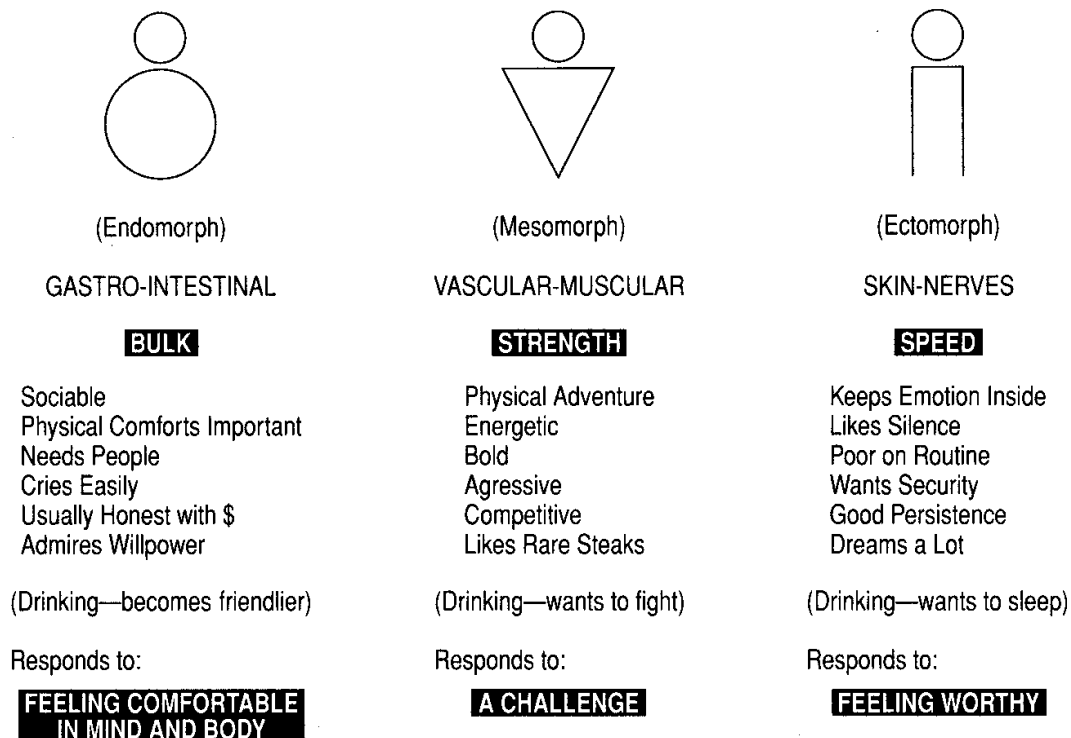 (Endomorph)
GASTRO-INTESTINAL
BULK
Sociable
Physical Comforts Important
Needs People
Cries Easily
Usually Honest with $
Admires Willpower
(Drinking—becomes friendlier)
Responds to:
FEELING COMFORTABLE
IN MIND AND BODY
(Mesomorph)
VASCULAR-MUSCULAR
STRENGTH
Physical Adventure
Energetic
Bold
Agressive
Competitive
Likes Rare Steaks
(Drinking—wants to fight)
Responds to:
A CHALLENGE
(Ectomorph)
SKIN-NERVES
SPEED
Keeps Emotion Inside
Likes Silence
Poor on Routine
Wants Security
Good Persistence
Dreams a Lot
(Drinking—wants to sleep)
Responds to:
FEELING WORTHY